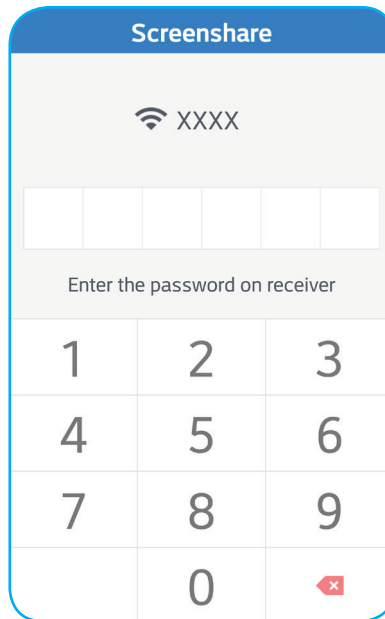 Screenshare
XXXX
Enter the password on receiver
1 2 3
4 5 6
7 8 9
0